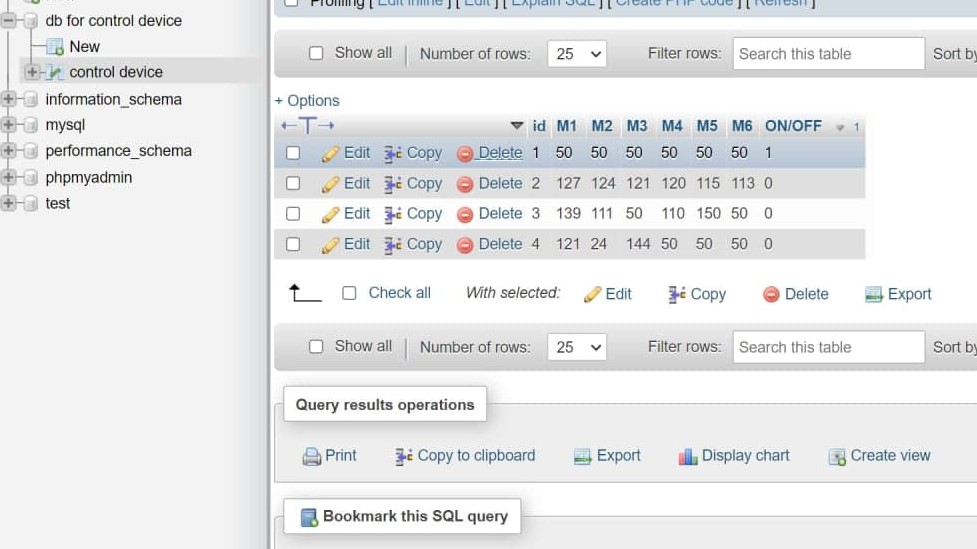 Profiling [ Edit inline ] [ Edit ] [ Explain SQL ] [ Create PHP code ] [ Refresh ]
db for control device
New
control device
information_schema
mysql
performance_schema
phpmyadmin
test
Show all Number of rows: 25 Filter rows: Search this table Sort by
+ Options
←T→ id M1 M2 M3 M4 M5 M6 ON/OFF 1
Edit Copy Delete 1 50 50 50 50 50 50 1
Edit Copy Delete 2 127 124 121 120 115 113 0
Edit Copy Delete 3 139 111 50 110 150 50 0
Edit Copy Delete 4 121 24 144 50 50 50 0
Check all With selected: Edit Copy Delete Export
Show all Number of rows: 25 Filter rows: Search this table Sort by
Query results operations
Print Copy to clipboard Export Display chart Create view
Bookmark this SQL query